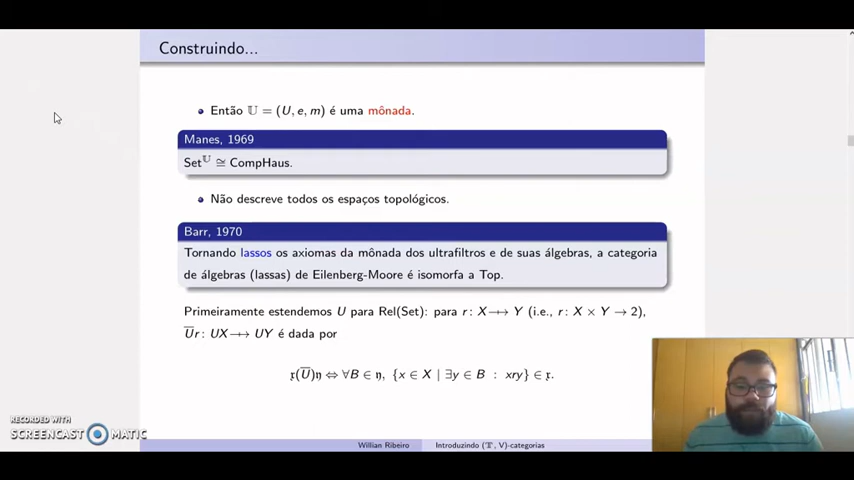 Construindo...
Então 𝕌 = (U, e, m) é uma mônada.
Manes, 1969
Set^𝕌 ≅ CompHaus.
Não descreve todos os espaços topológicos.
Barr, 1970
Tornando lassos os axiomas da mônada dos ultrafiltros e de suas álgebras, a categoria
de álgebras (lassas) de Eilenberg-Moore é isomorfa a Top.
Primeiramente estendemos U para Rel(Set): para r: X ⇸ Y (i.e., r: X × Y → 2),
U̅r: UX ⇸ UY é dada por
𝔵(U̅)𝔶 ⇔ ∀B ∈ 𝔶, {x ∈ X | ∃y ∈ B : xry} ∈ 𝔵.
Willian Ribeiro Introduzindo (𝕋, V)-categorias
RECORDED WITH
SCREENCAST MATIC